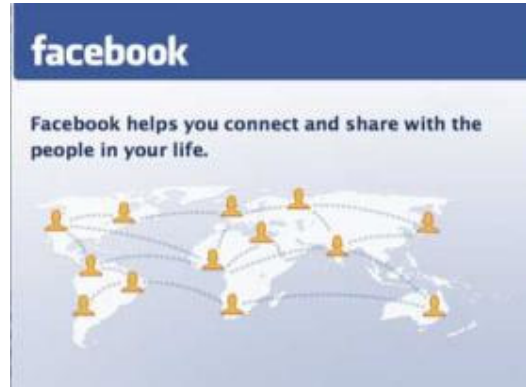 facebook
Facebook helps you connect and share with the
people in your life.